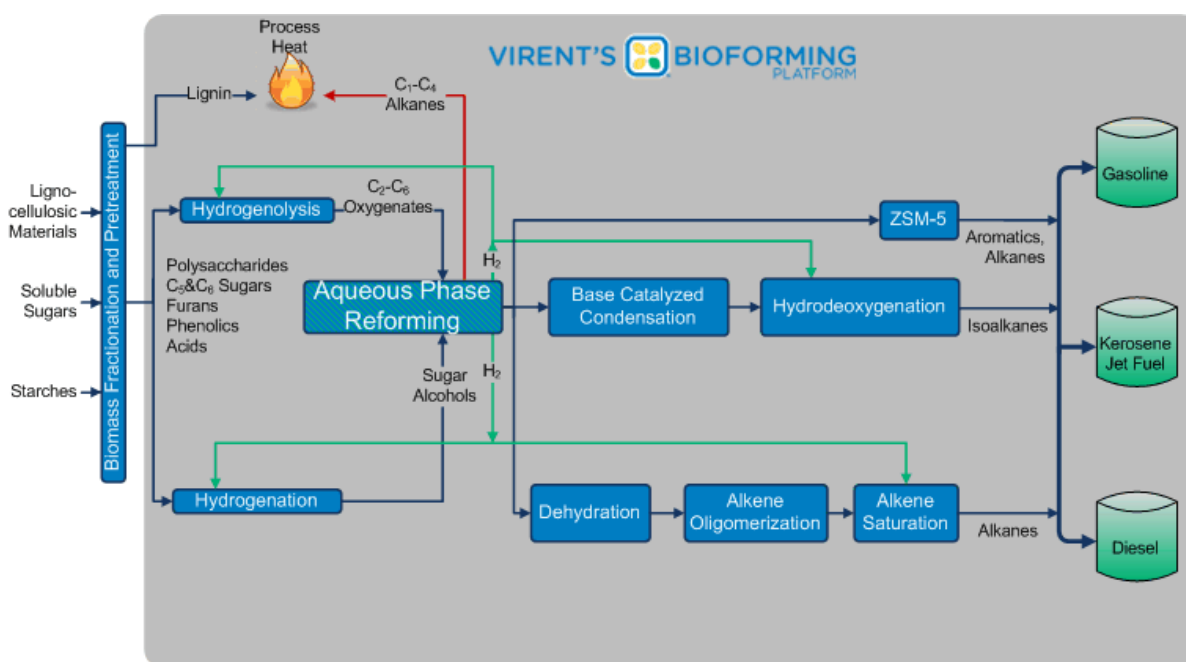 Process
Heat
VIRENT'S BIOFORMING
PLATFORM
Lignin
C₁-C₄
Alkanes
Biomass Fractionation and Pretreatment
Ligno-
cellulosic
Materials
Soluble
Sugars
Starches
Hydrogenolysis
C₂-C₆
Oxygenates
Polysaccharides
C₅&C₆ Sugars
Furans
Phenolics
Acids
Aqueous Phase
Reforming
H₂
H₂
Sugar
Alcohols
Hydrogenation
ZSM-5
Aromatics,
Alkanes
Base Catalyzed
Condensation
Hydrodeoxygenation
Isoalkanes
Dehydration
Alkene
Oligomerization
Alkene
Saturation
Alkanes
Gasoline
Kerosene
Jet Fuel
Diesel